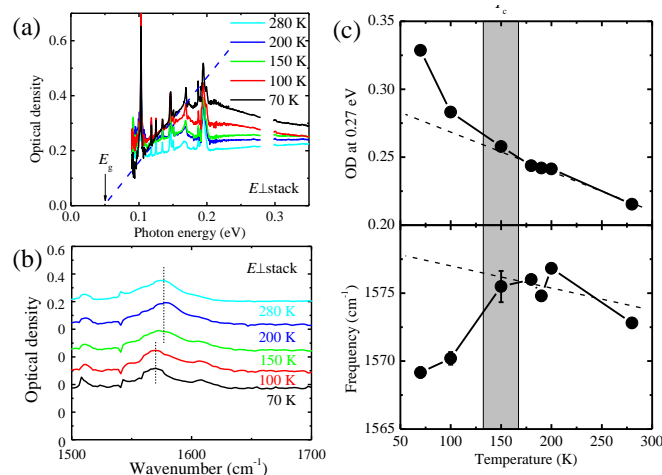 (a)
280 K
200 K
150 K
100 K
70 K
0.6
0.4
0.2
0.0
Optical density
E_g
E⊥stack
0.0
0.1
0.2
0.3
Photon energy (eV)
(b)
E⊥stack
0.6
0.4
0.2
0
0
0
0
280 K
200 K
150 K
100 K
70 K
Optical density
1500
1600
1700
Wavenumber (cm⁻¹)
(c)
0.35
0.30
0.25
0.20
OD at 0.27 eV
1575
1570
1565
Frequency (cm⁻¹)
50
100
150
200
250
300
Temperature (K)